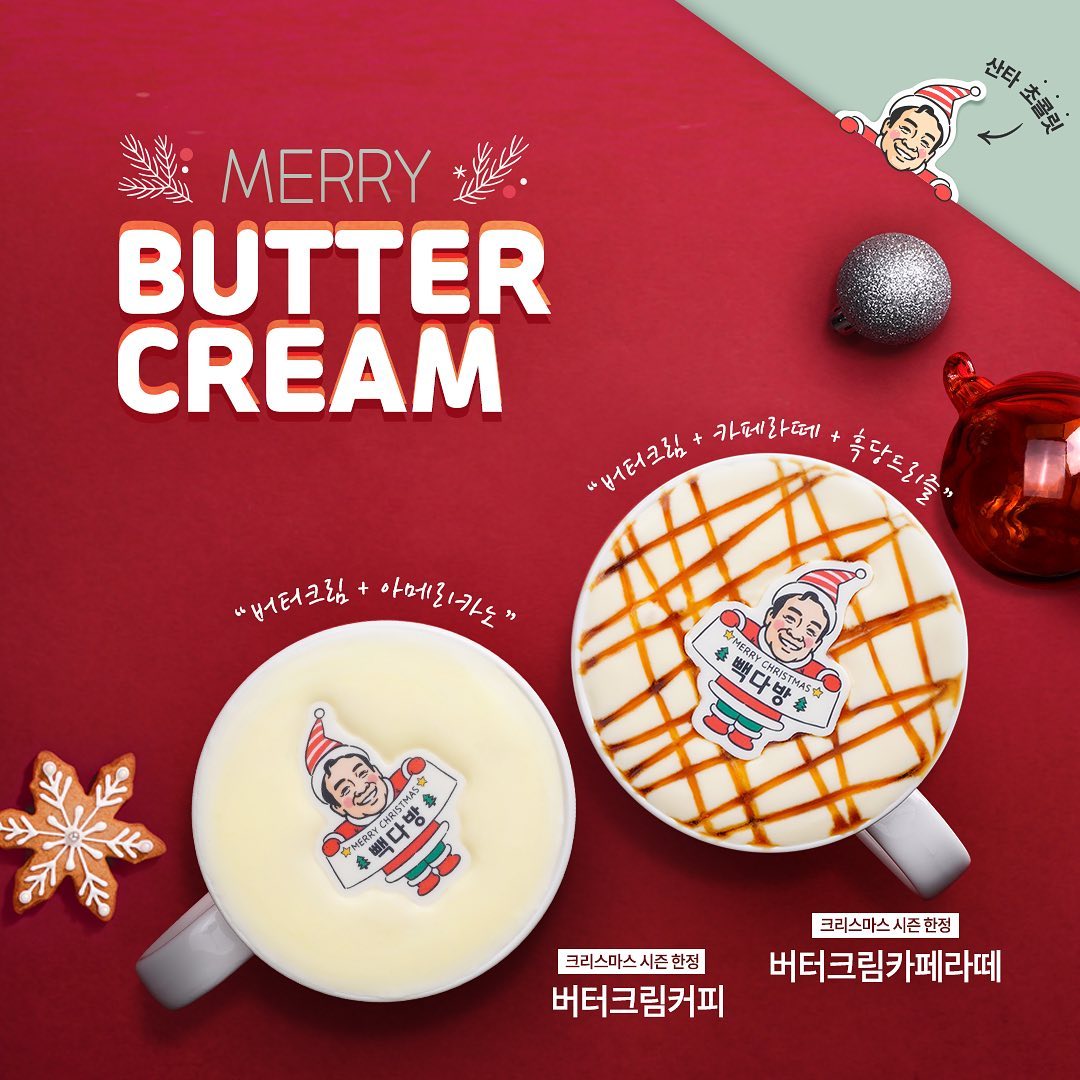 MERRY
BUTTER
CREAM
산타 초콜릿
“버터크림 + 카페라떼 + 흑당드리즐”
MERRY CHRISTMAS
빽다방
“버터크림 + 아메리카노”
MERRY CHRISTMAS
빽다방
크리스마스 시즌 한정
버터크림커피
크리스마스 시즌 한정
버터크림카페라떼